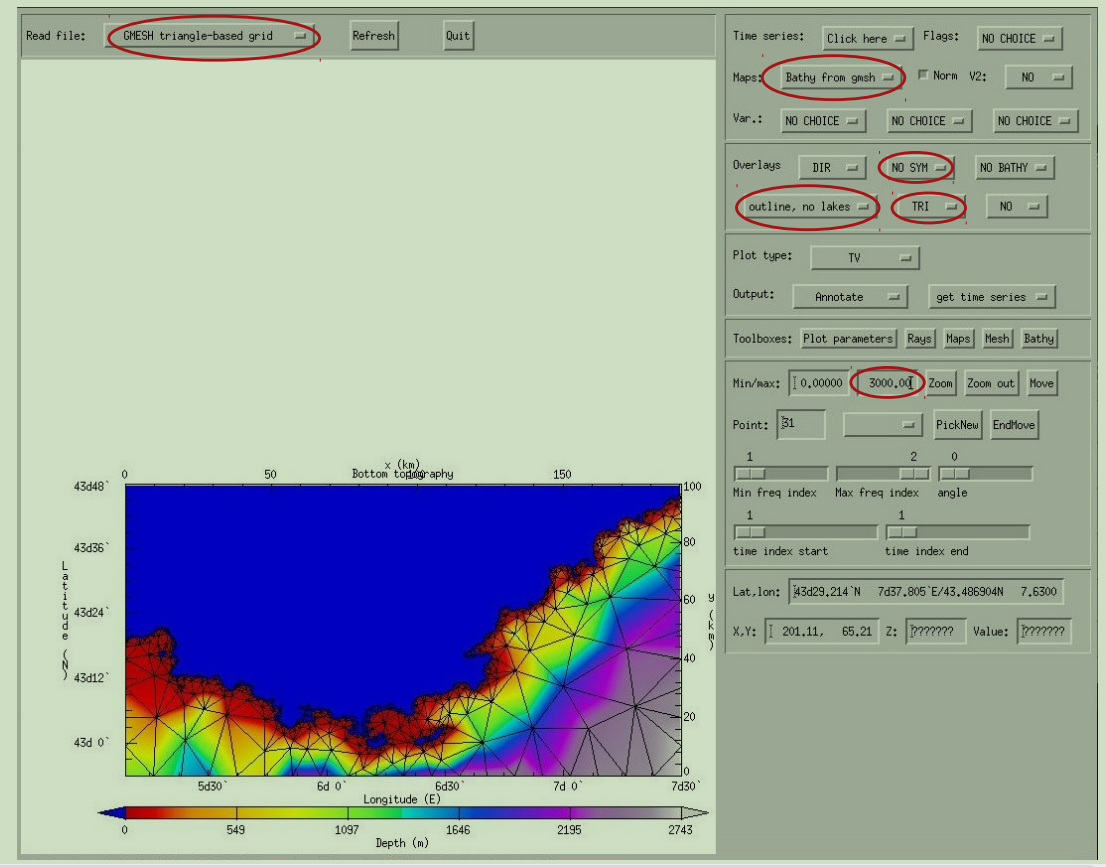 Read file: GMESH triangle-based grid Refresh Quit
Time series: Click here Flags: NO CHOICE
Maps: Bathy from gmsh Norm V2: NO
Var.: NO CHOICE NO CHOICE NO CHOICE
Overlays DIR NO SYM NO BATHY
outline, no lakes TRI NO
Plot type: TV
Output: Annotate get time series
Toolboxes: Plot parameters Rays Maps Mesh Bathy
Min/max: 0.00000 3000.00 Zoom Zoom out Move
Point: 31 PickNew EndMove
1 2 0
Min freq index Max freq index angle
1 1
time index start time index end
Lat,lon: 43d29.214`N 7d37.805`E/43.486904N 7.6300
X,Y: 201.11, 65.21 Z: ??????? Value: ???????
x (km)
0 50 100 150
Bottom topography
43d48`
43d36`
43d24`
43d12`
43d 0`
Latitude (N)
100
80
60
40
20
0
y (km)
5d30` 6d 0` 6d30` 7d 0` 7d30`
Longitude (E)
0 549 1097 1646 2195 2743
Depth (m)